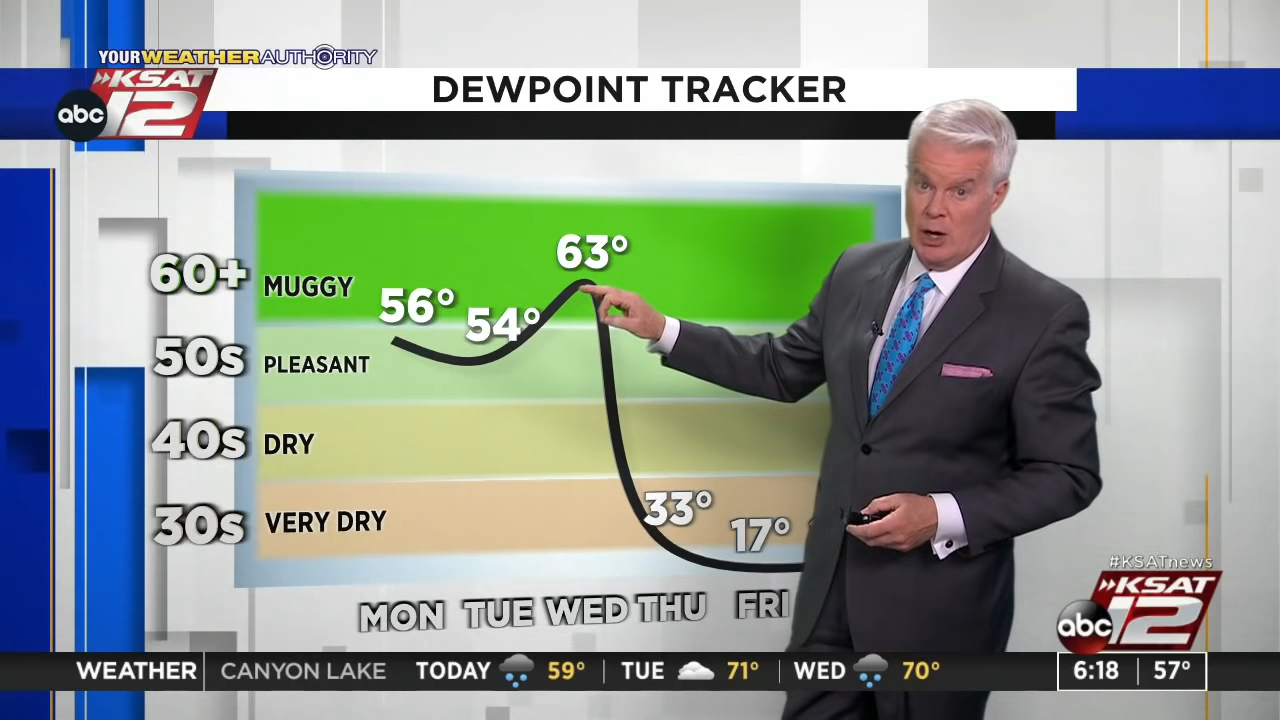 YOURWEATHERAUTHORITY
KSAT
abc 12
DEWPOINT TRACKER
60+ MUGGY
50s PLEASANT
40s DRY
30s VERY DRY
56°
54°
63°
33°
17°
MON TUE WED THU FRI
#KSATnews
KSAT
abc 12
WEATHER CANYON LAKE TODAY 59° TUE 71° WED 70° 6:18 57°